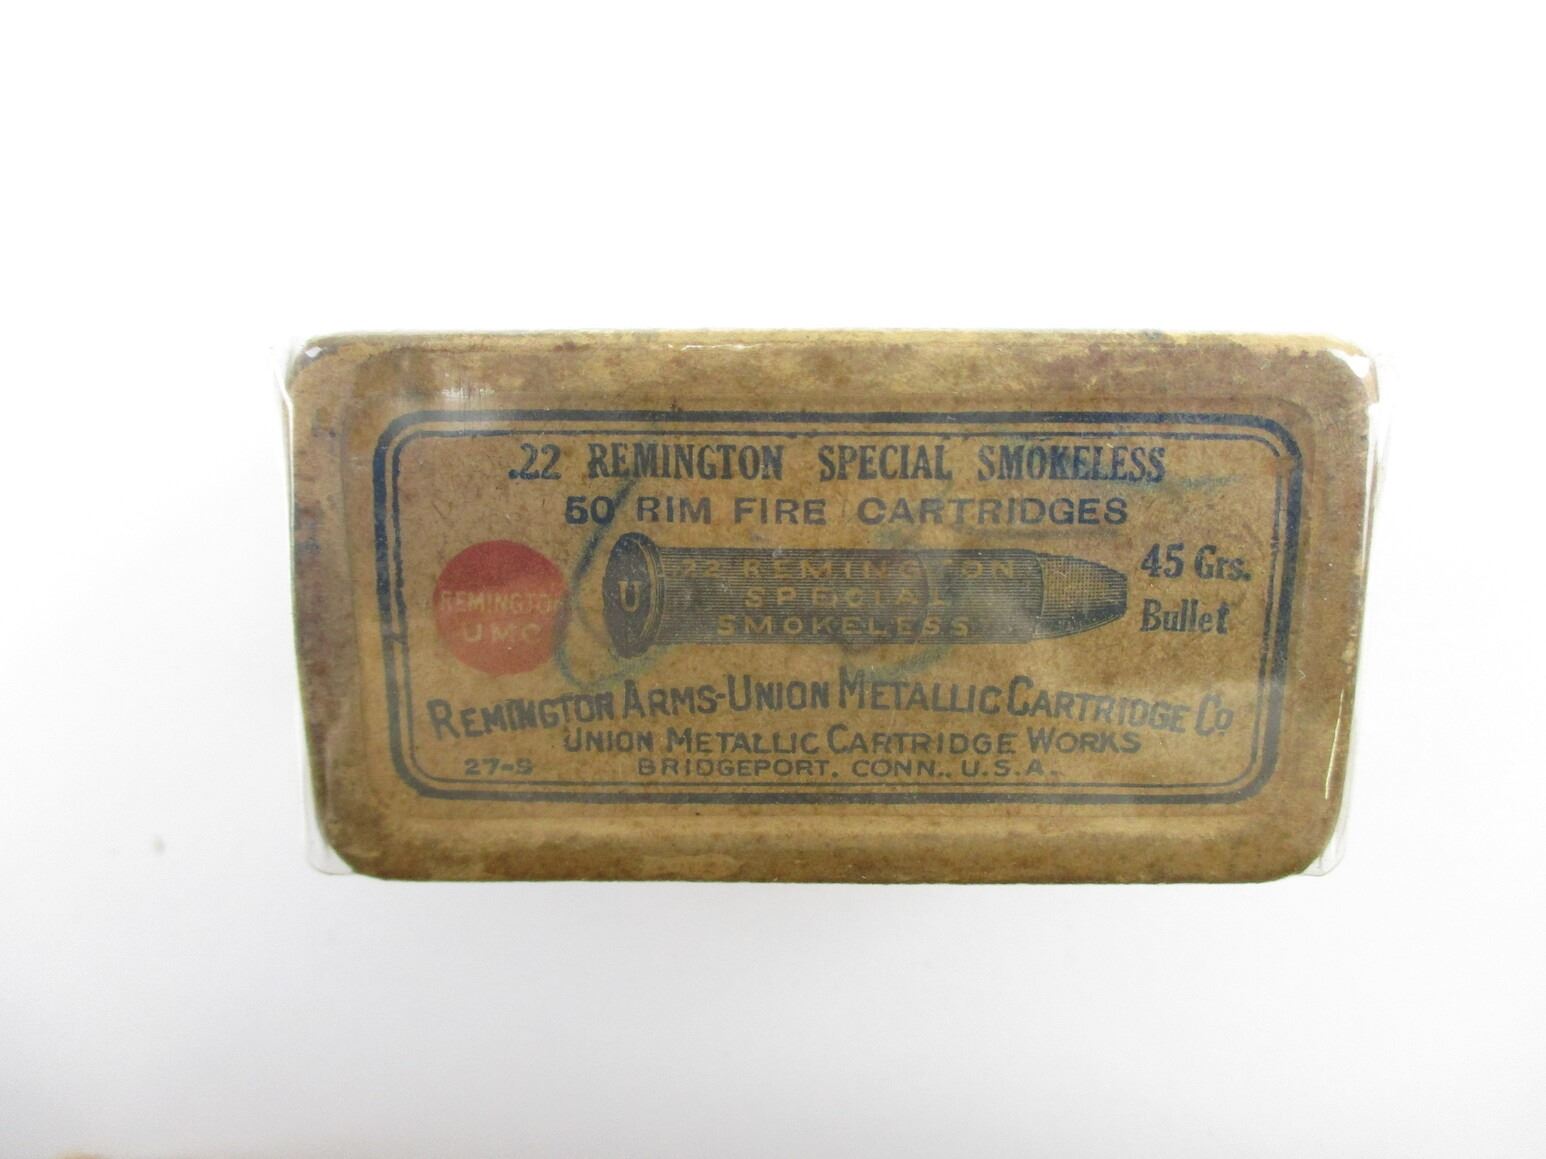 .22 REMINGTON SPECIAL SMOKELESS
50 RIM FIRE CARTRIDGES
REMINGTON
UMC
U
22 REMINGTON
SPECIAL
SMOKELESS
45 Grs.
Bullet
REMINGTON ARMS-UNION METALLIC CARTRIDGE CO
UNION METALLIC CARTRIDGE WORKS
27-S BRIDGEPORT, CONN., U.S.A.